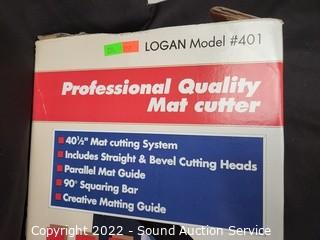 LOGAN Model #401
Professional Quality
Mat cutter
40½" Mat cutting System
Includes Straight & Bevel Cutting Heads
Parallel Mat Guide
90° Squaring Bar
Creative Matting Guide
Copyright 2022 - Sound Auction Service